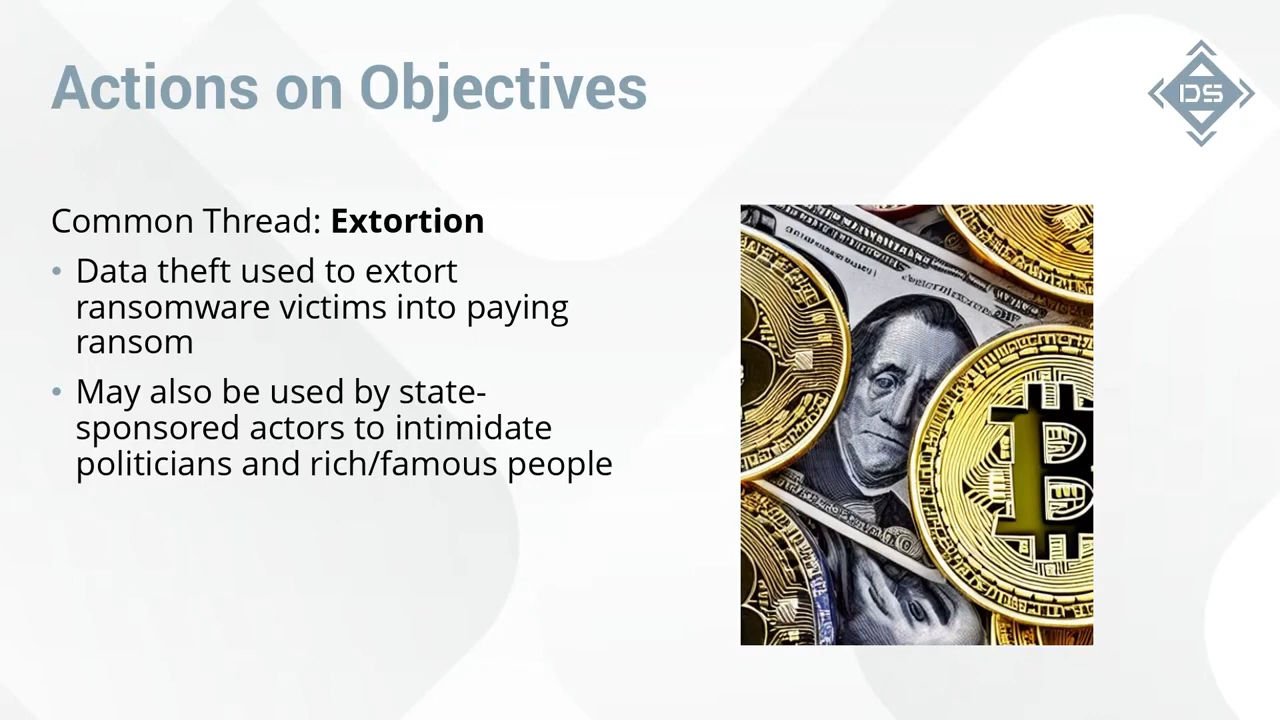 Actions on Objectives
DS
Common Thread: Extortion
• Data theft used to extort
ransomware victims into paying
ransom
• May also be used by state-
sponsored actors to intimidate
politicians and rich/famous people